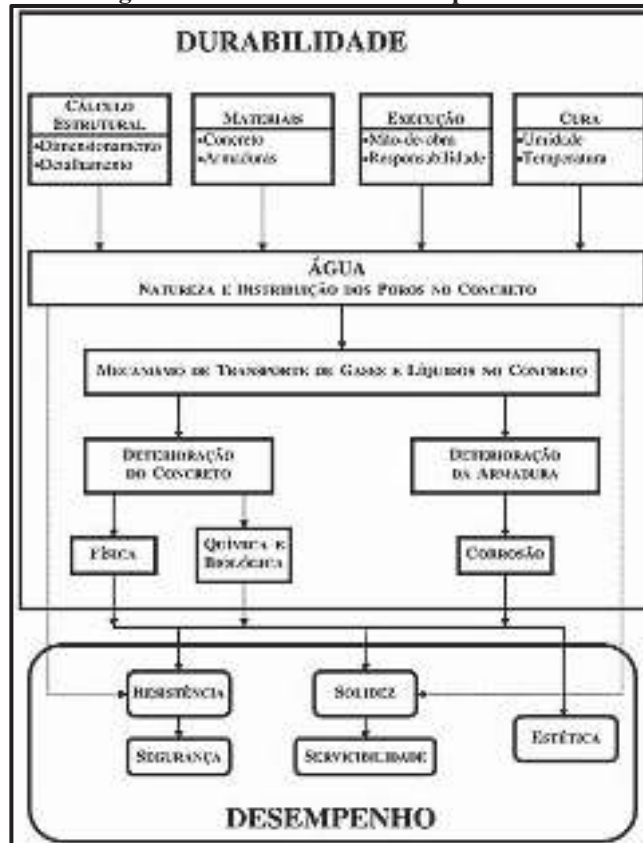 DURABILIDADE
CÁLCULO
ESTRUTURAL
•Dimensionamento
•Detalhamento
MATERIAIS
•Concreto
•Armaduras
EXECUÇÃO
•Mão-de-obra
•Responsabilidade
CURA
•Umidade
•Temperatura
ÁGUA
NATUREZA E DISTRIBUIÇÃO DOS POROS NO CONCRETO
MECANISMO DE TRANSPORTE DE GASES E LÍQUIDOS NO CONCRETO
DETERIORAÇÃO
DO CONCRETO
DETERIORAÇÃO
DA ARMADURA
FÍSICA
QUÍMICA E
BIOLÓGICA
CORROSÃO
RESISTÊNCIA
SOLIDEZ
ESTÉTICA
SEGURANÇA
SERVICIBILIDADE
DESEMPENHO